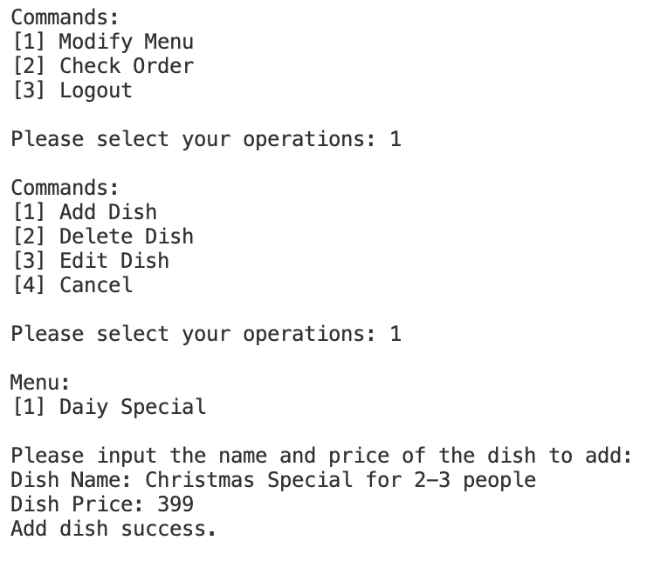 Commands:
[1] Modify Menu
[2] Check Order
[3] Logout
Please select your operations: 1
Commands:
[1] Add Dish
[2] Delete Dish
[3] Edit Dish
[4] Cancel
Please select your operations: 1
Menu:
[1] Daiy Special
Please input the name and price of the dish to add:
Dish Name: Christmas Special for 2-3 people
Dish Price: 399
Add dish success.